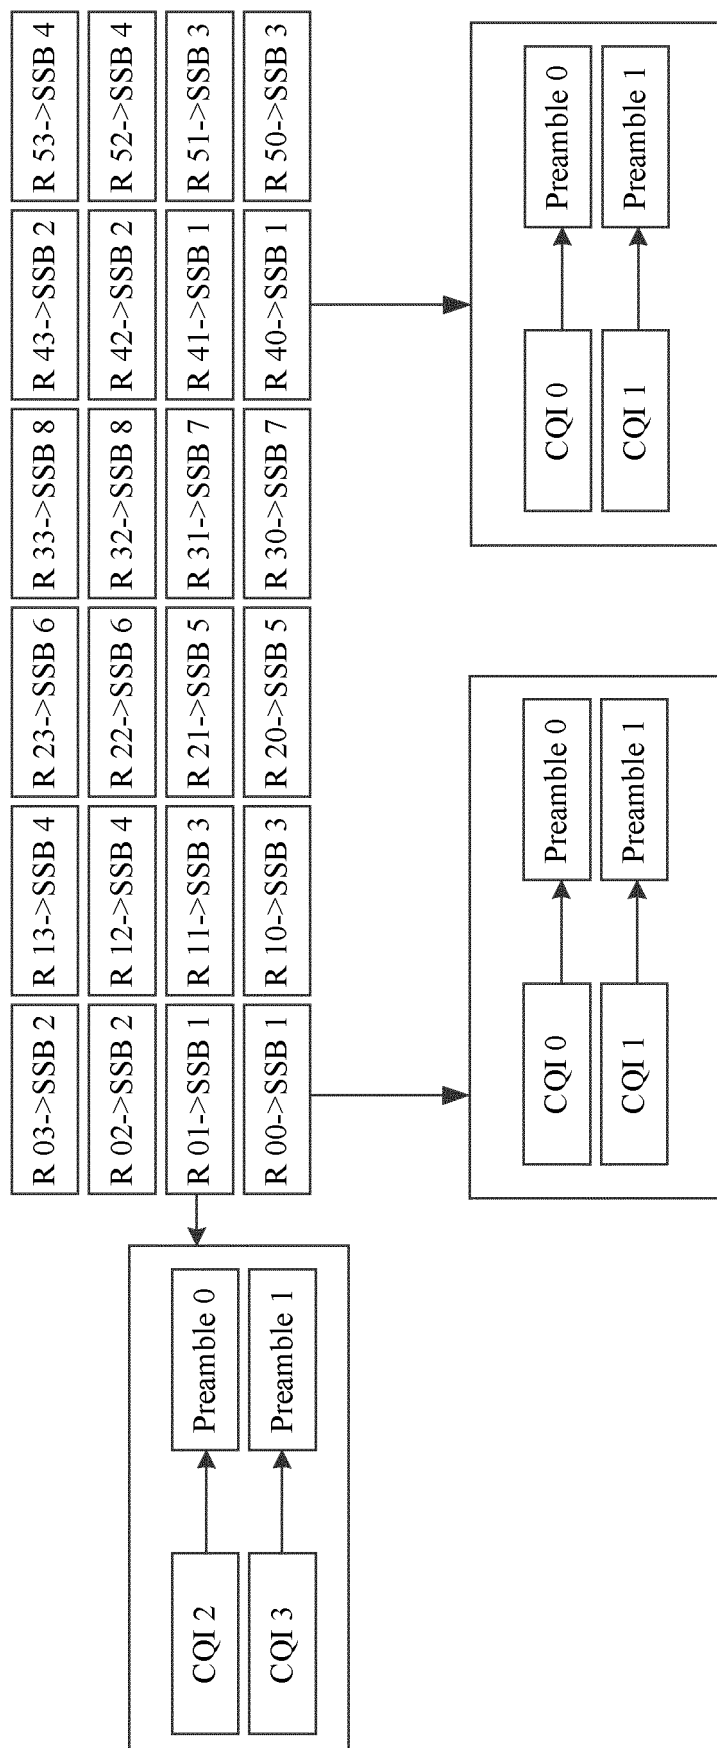 R 03->SSB 2
R 13->SSB 4
R 23->SSB 6
R 33->SSB 8
R 43->SSB 2
R 53->SSB 4
R 02->SSB 2
R 12->SSB 4
R 22->SSB 6
R 32->SSB 8
R 42->SSB 2
R 52->SSB 4
R 01->SSB 1
R 11->SSB 3
R 21->SSB 5
R 31->SSB 7
R 41->SSB 1
R 51->SSB 3
R 00->SSB 1
R 10->SSB 3
R 20->SSB 5
R 30->SSB 7
R 40->SSB 1
R 50->SSB 3
CQI 2
Preamble 0
CQI 3
Preamble 1
CQI 0
Preamble 0
CQI 1
Preamble 1
CQI 0
Preamble 0
CQI 1
Preamble 1